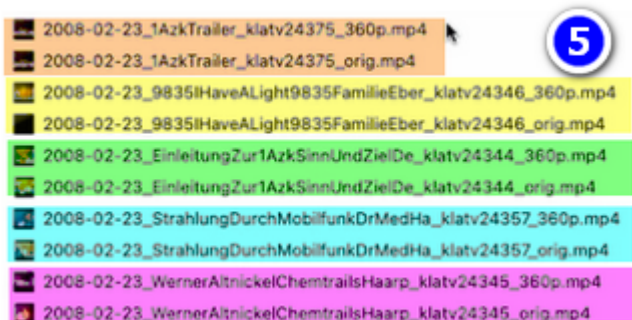 2008-02-23_1AzkTrailer_klatv24375_360p.mp4
5
2008-02-23_1AzkTrailer_klatv24375_orig.mp4
2008-02-23_9835IHaveALight9835FamilieEber_klatv24346_360p.mp4
2008-02-23_9835IHaveALight9835FamilieEber_klatv24346_orig.mp4
2008-02-23_EinleitungZur1AzkSinnUndZielDe_klatv24344_360p.mp4
2008-02-23_EinleitungZur1AzkSinnUndZielDe_klatv24344_orig.mp4
2008-02-23_StrahlungDurchMobilfunkDrMedHa_klatv24357_360p.mp4
2008-02-23_StrahlungDurchMobilfunkDrMedHa_klatv24357_orig.mp4
2008-02-23_WernerAltnickelChemtrailsHaarp_klatv24345_360p.mp4
2008-02-23_WernerAltnickelChemtrailsHaarp_klatv24345_orig.mp4